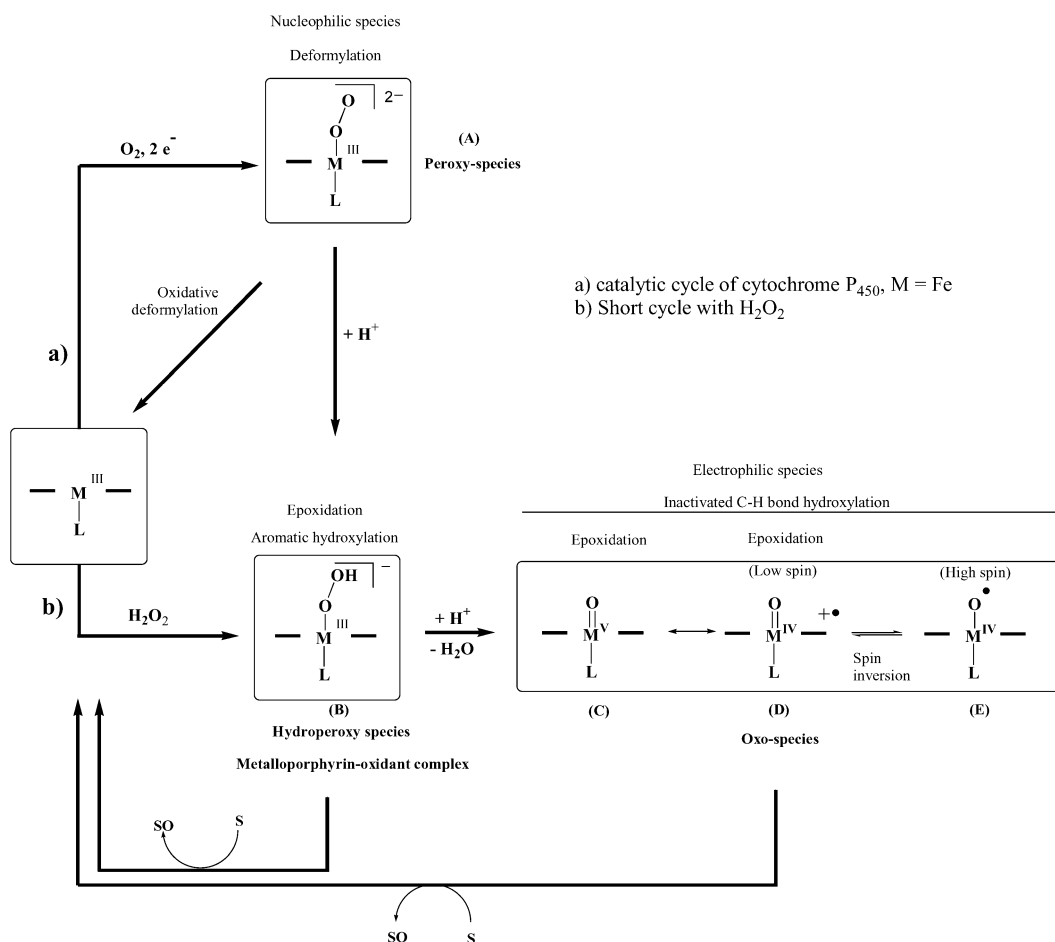 Nucleophilic species
Deformylation
O
O
2−
M III
L
(A)
Peroxy-species
O₂, 2 e⁻
a) catalytic cycle of cytochrome P₄₅₀, M = Fe
b) Short cycle with H₂O₂
Oxidative
deformylation
+ H⁺
a)
M III
L
b)
H₂O₂
Epoxidation
Aromatic hydroxylation
OH
O
−
M III
L
(B)
Hydroperoxy species
Metalloporphyrin-oxidant complex
+ H⁺
- H₂O
Electrophilic species
Inactivated C-H bond hydroxylation
Epoxidation
Epoxidation
(Low spin)
(High spin)
O
M V
L
(C)
O
+•
M IV
L
(D)
Spin
inversion
O•
M IV
L
(E)
Oxo-species
SO
S
SO
S